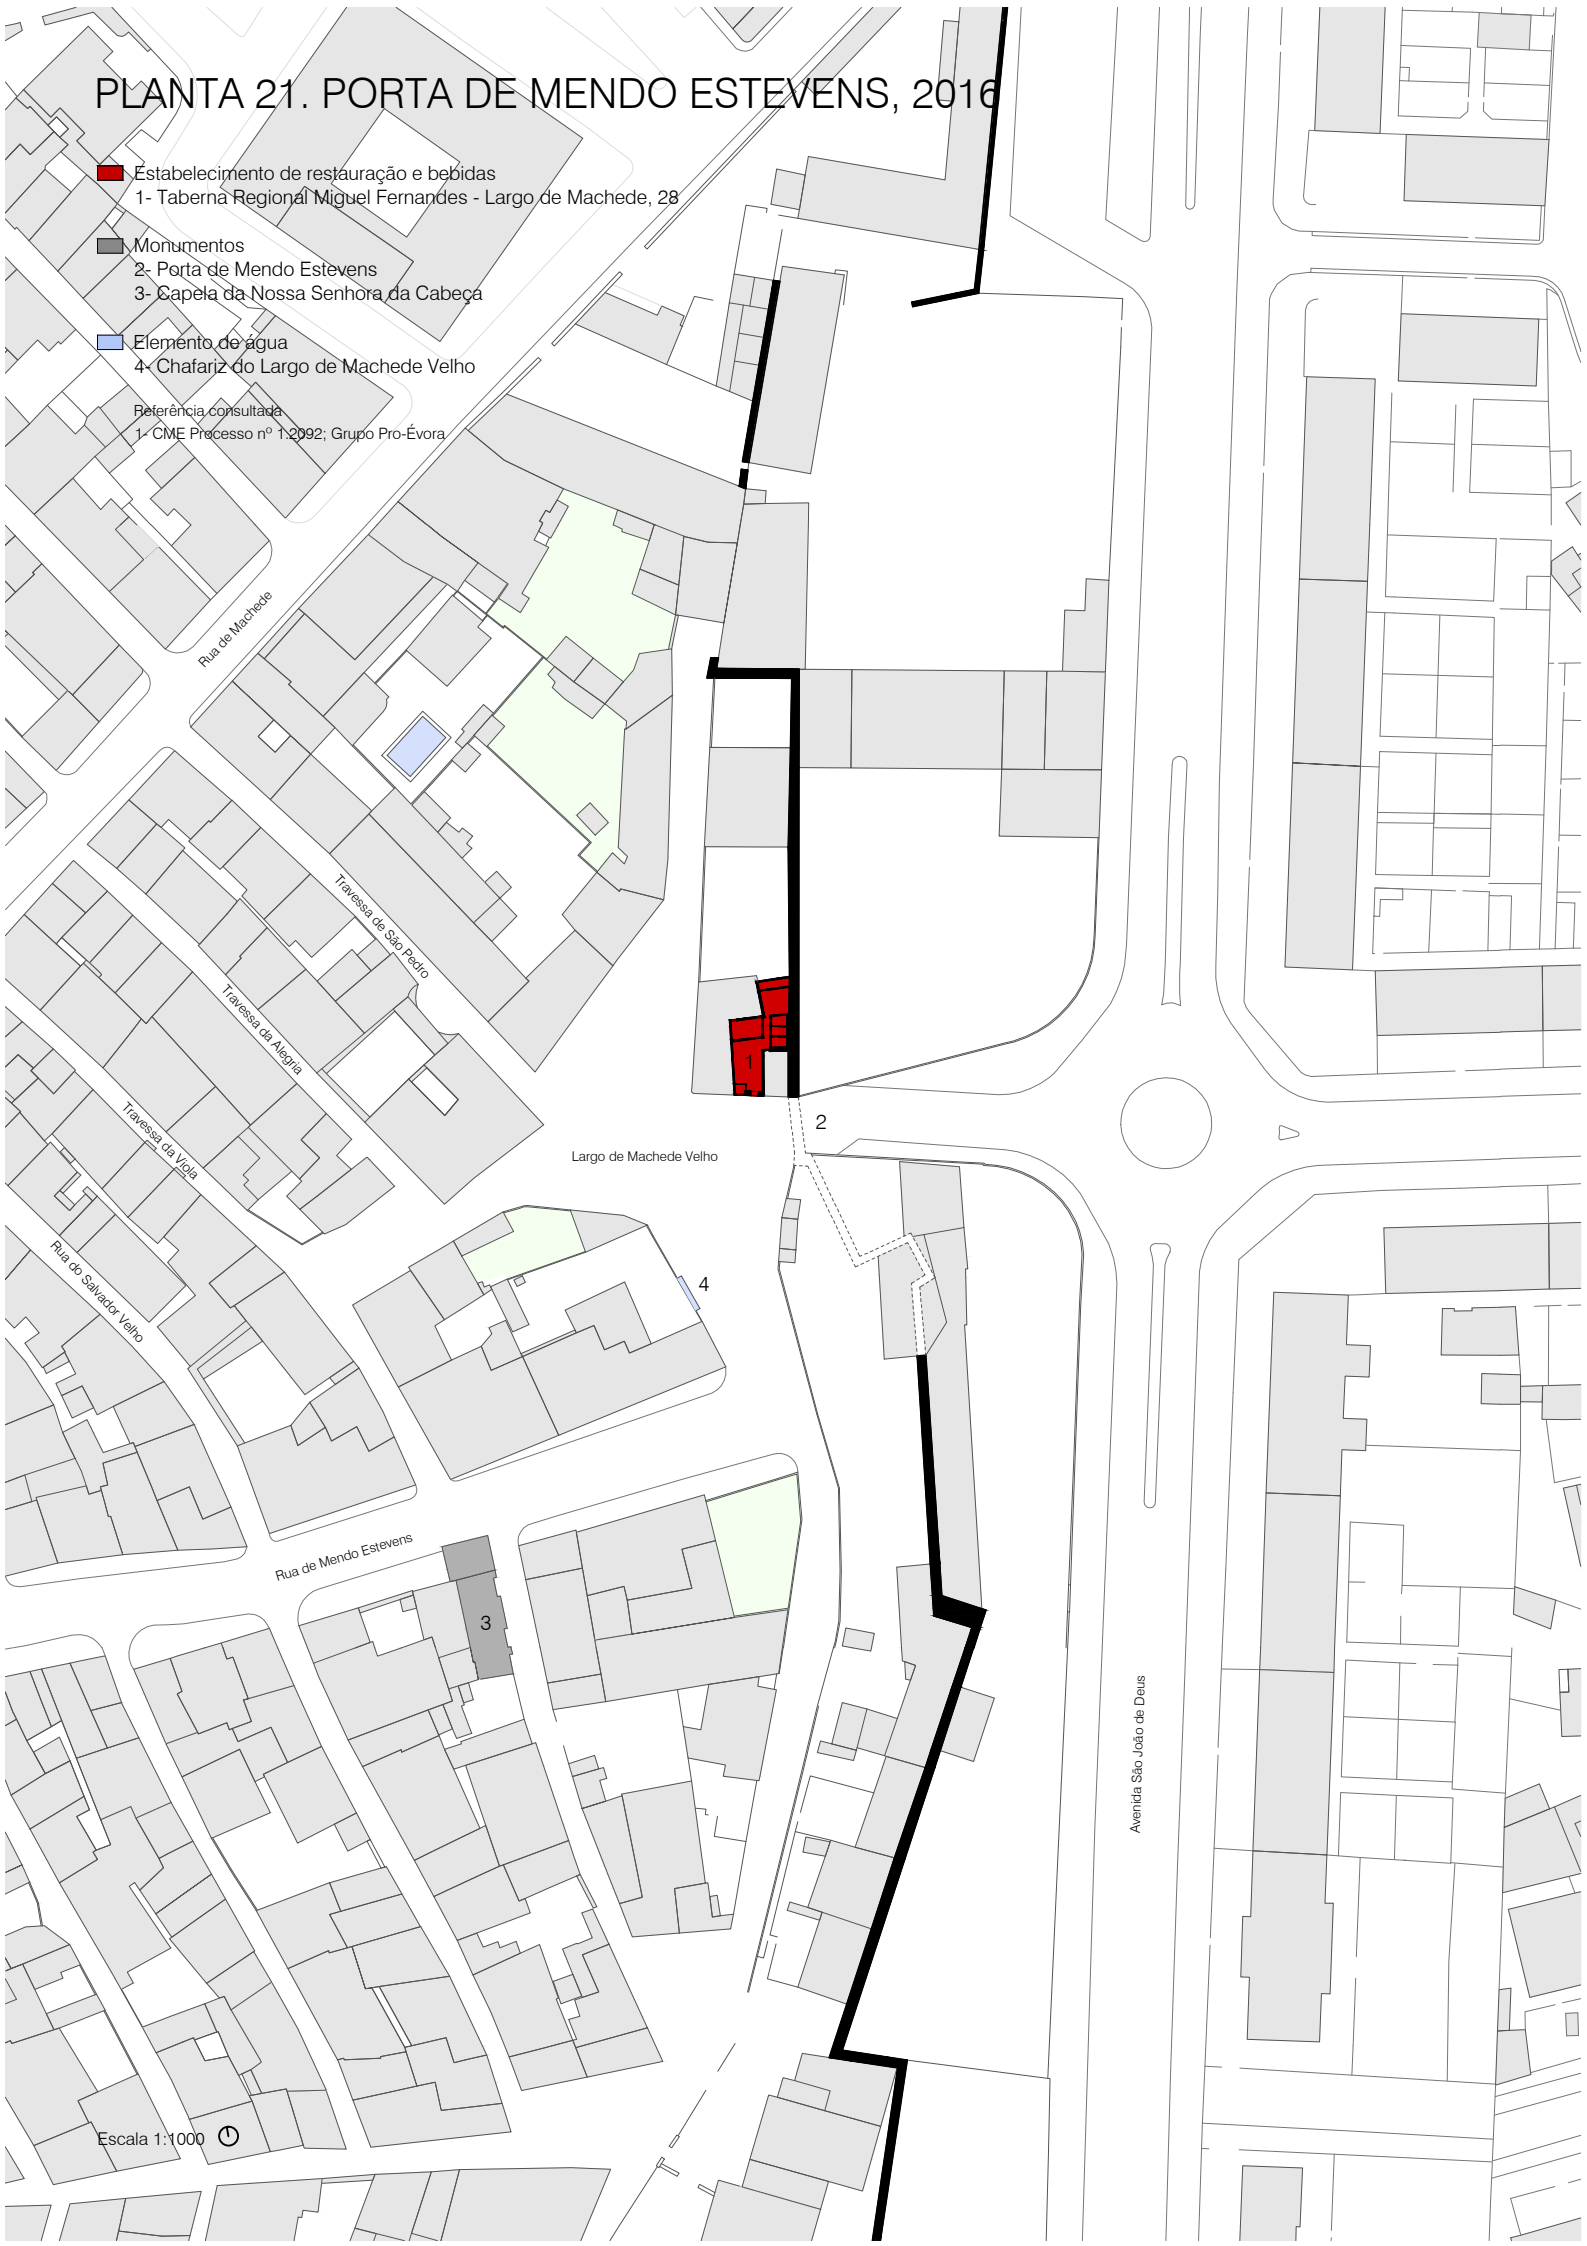 PLANTA 21. PORTA DE MENDO ESTEVENS, 2016
Estabelecimento de restauração e bebidas
1- Taberna Regional Miguel Fernandes - Largo de Machede, 28
Monumentos
2- Porta de Mendo Estevens
3- Capela da Nossa Senhora da Cabeça
Elemento de água
4- Chafariz do Largo de Machede Velho
Referência consultada
1- CME Processo nº 1.2092; Grupo Pro-Évora
Rua de Machede
Travessa de São Pedro
Travessa da Alegria
Travessa da Viola
Rua do Salvador Velho
1
2
Largo de Machede Velho
4
Rua de Mendo Estevens
3
Avenida São João de Deus
Escala 1:1000